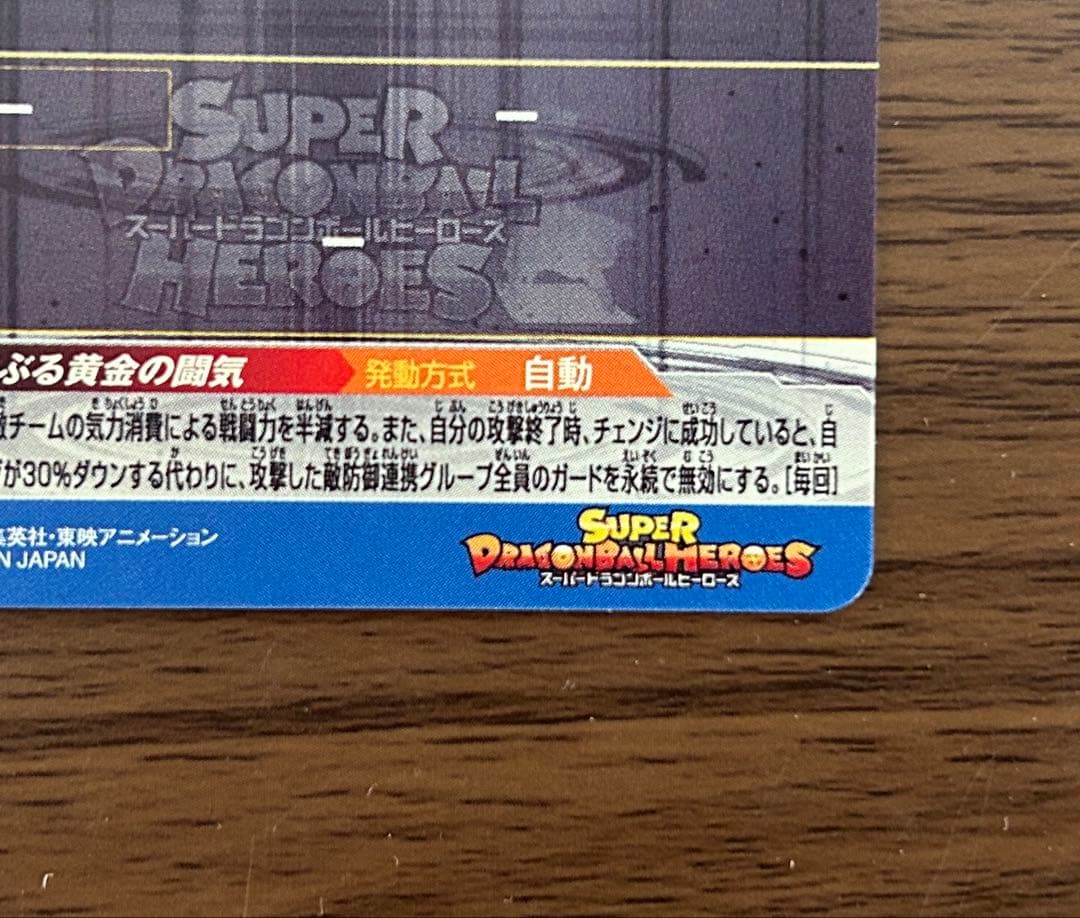 SUPER
DRAGONBALL
スーパードラゴンボールヒーローズ
HEROES
ぶる黄金の闘気 発動方式 自動
敵チームの気力消費による戦闘力を半減する。また、自分の攻撃終了時、チェンジに成功していると、自
が30%ダウンする代わりに、攻撃した敵防御連携グループ全員のガードを永続で無効にする。[毎回]
集英社・東映アニメーション
N JAPAN
SUPER
DRAGONBALL HEROES
スーパードラゴンボールヒーローズ